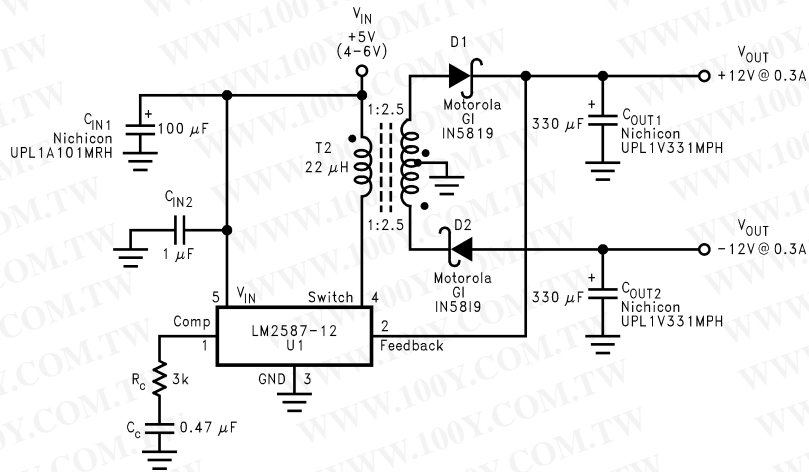 V_IN
+5V
(4-6V)
D1
V_OUT
+12V @ 0.3A
C_IN1
Nichicon
UPL1A101MRH
+
100 μF
1:2.5
T2
22 μH
1:2.5
Motorola
GI
IN5819
330 μF
+
C_OUT1
Nichicon
UPL1V331MPH
C_IN2
1 μF
D2
Motorola
GI
IN58I9
V_OUT
-12V @ 0.3A
330 μF
+
C_OUT2
Nichicon
UPL1V331MPH
5
V_IN
Switch
4
Comp
1
LM2587-12
U1
2
Feedback
GND
3
R_c
3k
C_c
0.47 μF
WWW.100Y.COM.TW